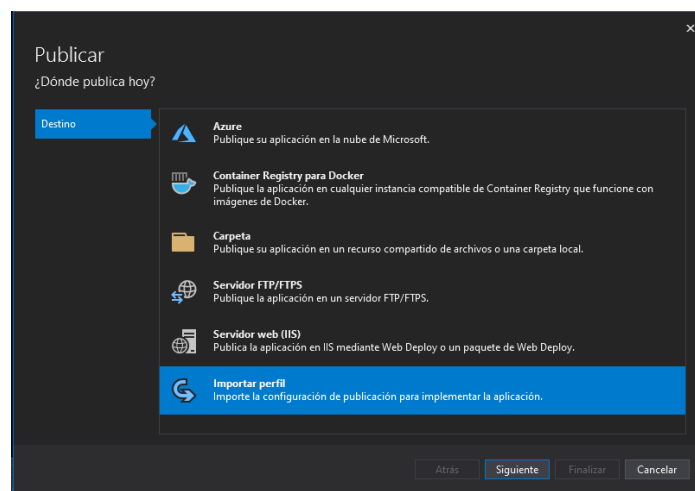 Publicar
¿Dónde publica hoy?
Destino
Azure
Publique su aplicación en la nube de Microsoft.
Container Registry para Docker
Publique la aplicación en cualquier instancia compatible de Container Registry que funcione con
imágenes de Docker.
Carpeta
Publique su aplicación en un recurso compartido de archivos o una carpeta local.
Servidor FTP/FTPS
Publique la aplicación en un servidor FTP/FTPS.
Servidor web (IIS)
Publica la aplicación en IIS mediante Web Deploy o un paquete de Web Deploy.
Importar perfil
Importe la configuración de publicación para implementar la aplicación.
Atrás
Siguiente
Finalizar
Cancelar